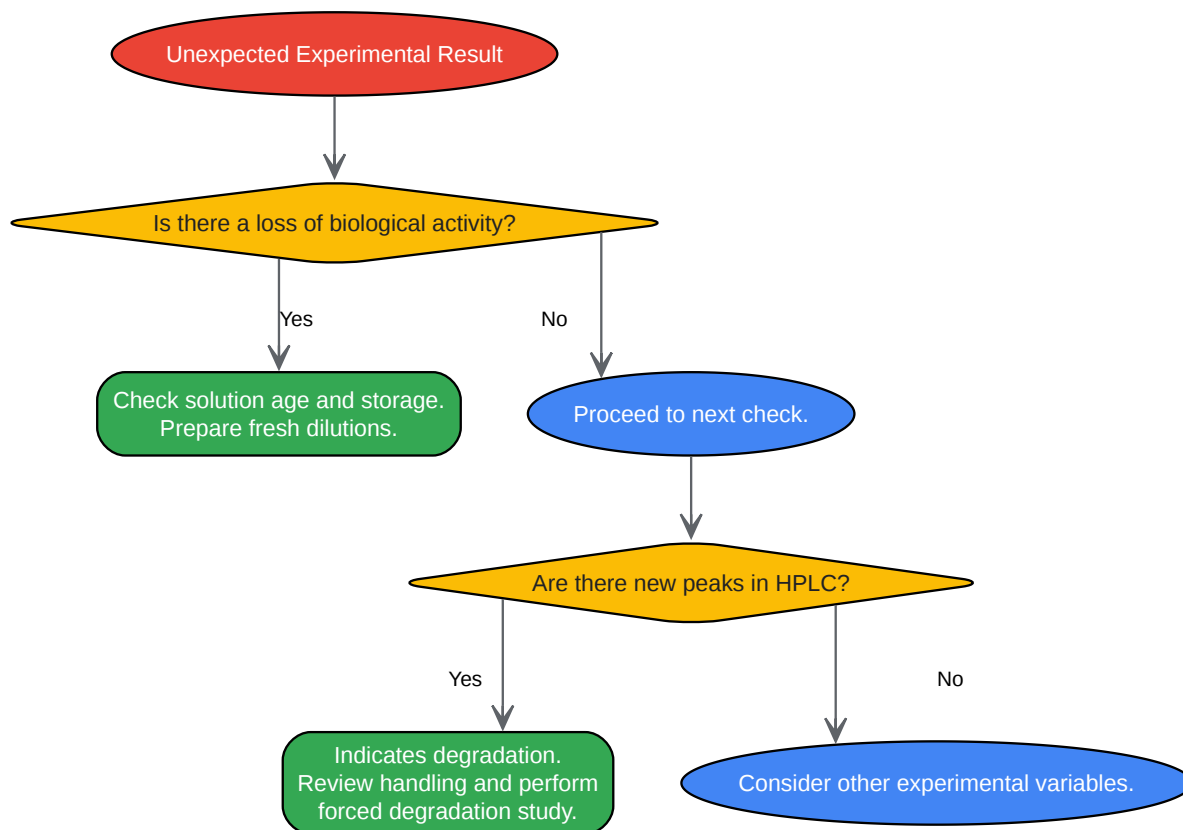 Unexpected Experimental Result
Is there a loss of biological activity?
Yes
No
Check solution age and storage.
Prepare fresh dilutions.
Proceed to next check.
Are there new peaks in HPLC?
Yes
No
Indicates degradation.
Review handling and perform
forced degradation study.
Consider other experimental variables.